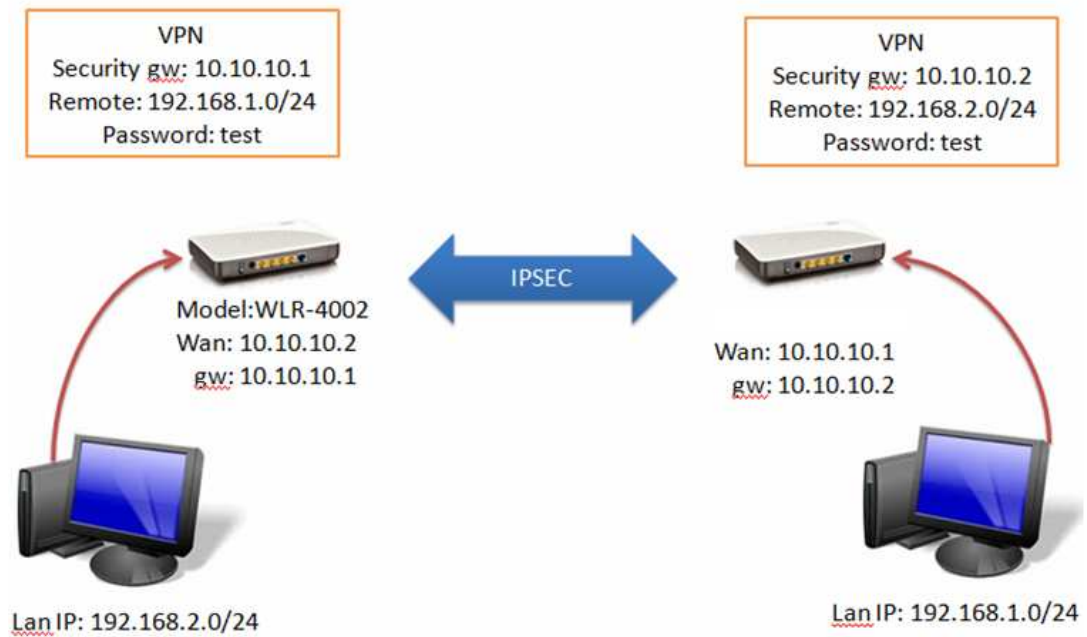 VPN
Security gw: 10.10.10.1
Remote: 192.168.1.0/24
Password: test
VPN
Security gw: 10.10.10.2
Remote: 192.168.2.0/24
Password: test
IPSEC
Model:WLR-4002
Wan: 10.10.10.2
gw: 10.10.10.1
Wan: 10.10.10.1
gw: 10.10.10.2
Lan IP: 192.168.2.0/24
Lan IP: 192.168.1.0/24